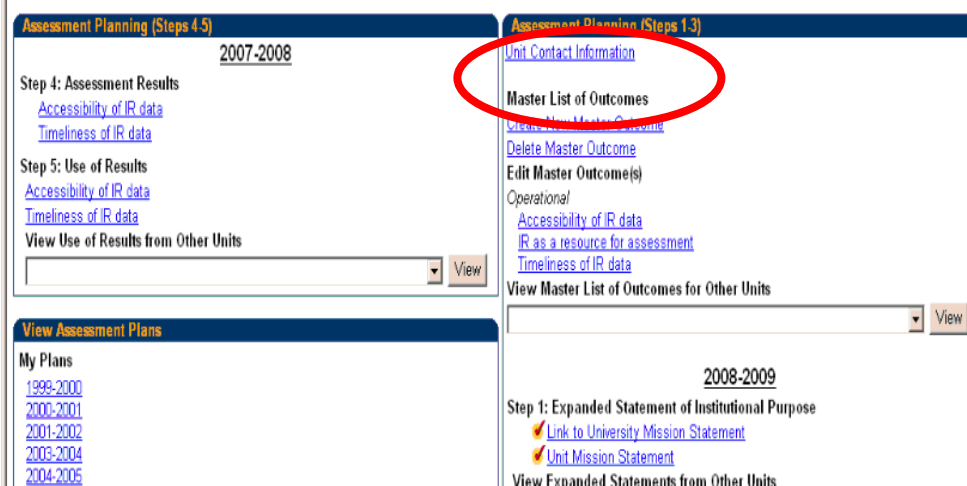 Assessment Planning (Steps 4-5)
2007-2008
Step 4: Assessment Results
Accessibility of IR data
Timeliness of IR data
Step 5: Use of Results
Accessibility of IR data
Timeliness of IR data
View Use of Results from Other Units
View
View Assessment Plans
My Plans
1999-2000
2000-2001
2001-2002
2003-2004
2004-2005
Assessment Planning (Steps 1-3)
Unit Contact Information
Master List of Outcomes
Create New Master Outcome
Delete Master Outcome
Edit Master Outcome(s)
Operational
Accessibility of IR data
IR as a resource for assessment
Timeliness of IR data
View Master List of Outcomes for Other Units
View
2008-2009
Step 1: Expanded Statement of Institutional Purpose
Link to University Mission Statement
Unit Mission Statement
View Expanded Statements from Other Units